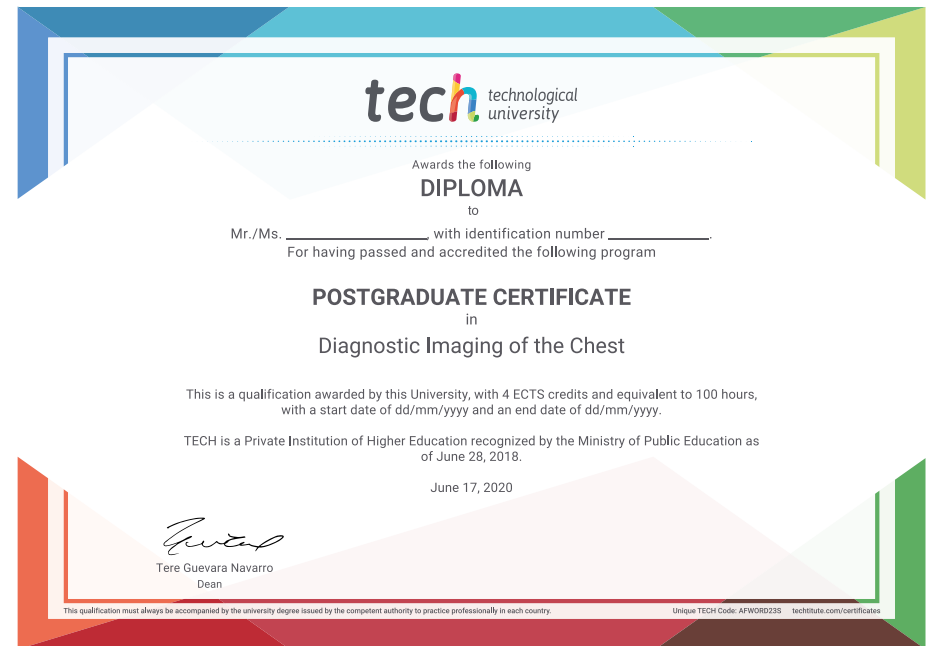 tech technological
university
Awards the following
DIPLOMA
to
Mr./Ms. ____________________, with identification number ______________.
For having passed and accredited the following program
POSTGRADUATE CERTIFICATE
in
Diagnostic Imaging of the Chest
This is a qualification awarded by this University, with 4 ECTS credits and equivalent to 100 hours,
with a start date of dd/mm/yyyy and an end date of dd/mm/yyyy.
TECH is a Private Institution of Higher Education recognized by the Ministry of Public Education as
of June 28, 2018.
June 17, 2020
Tere Guevara Navarro
Dean
This qualification must always be accompanied by the university degree issued by the competent authority to practice professionally in each country.
Unique TECH Code: AFWORD23S techtitute.com/certificates